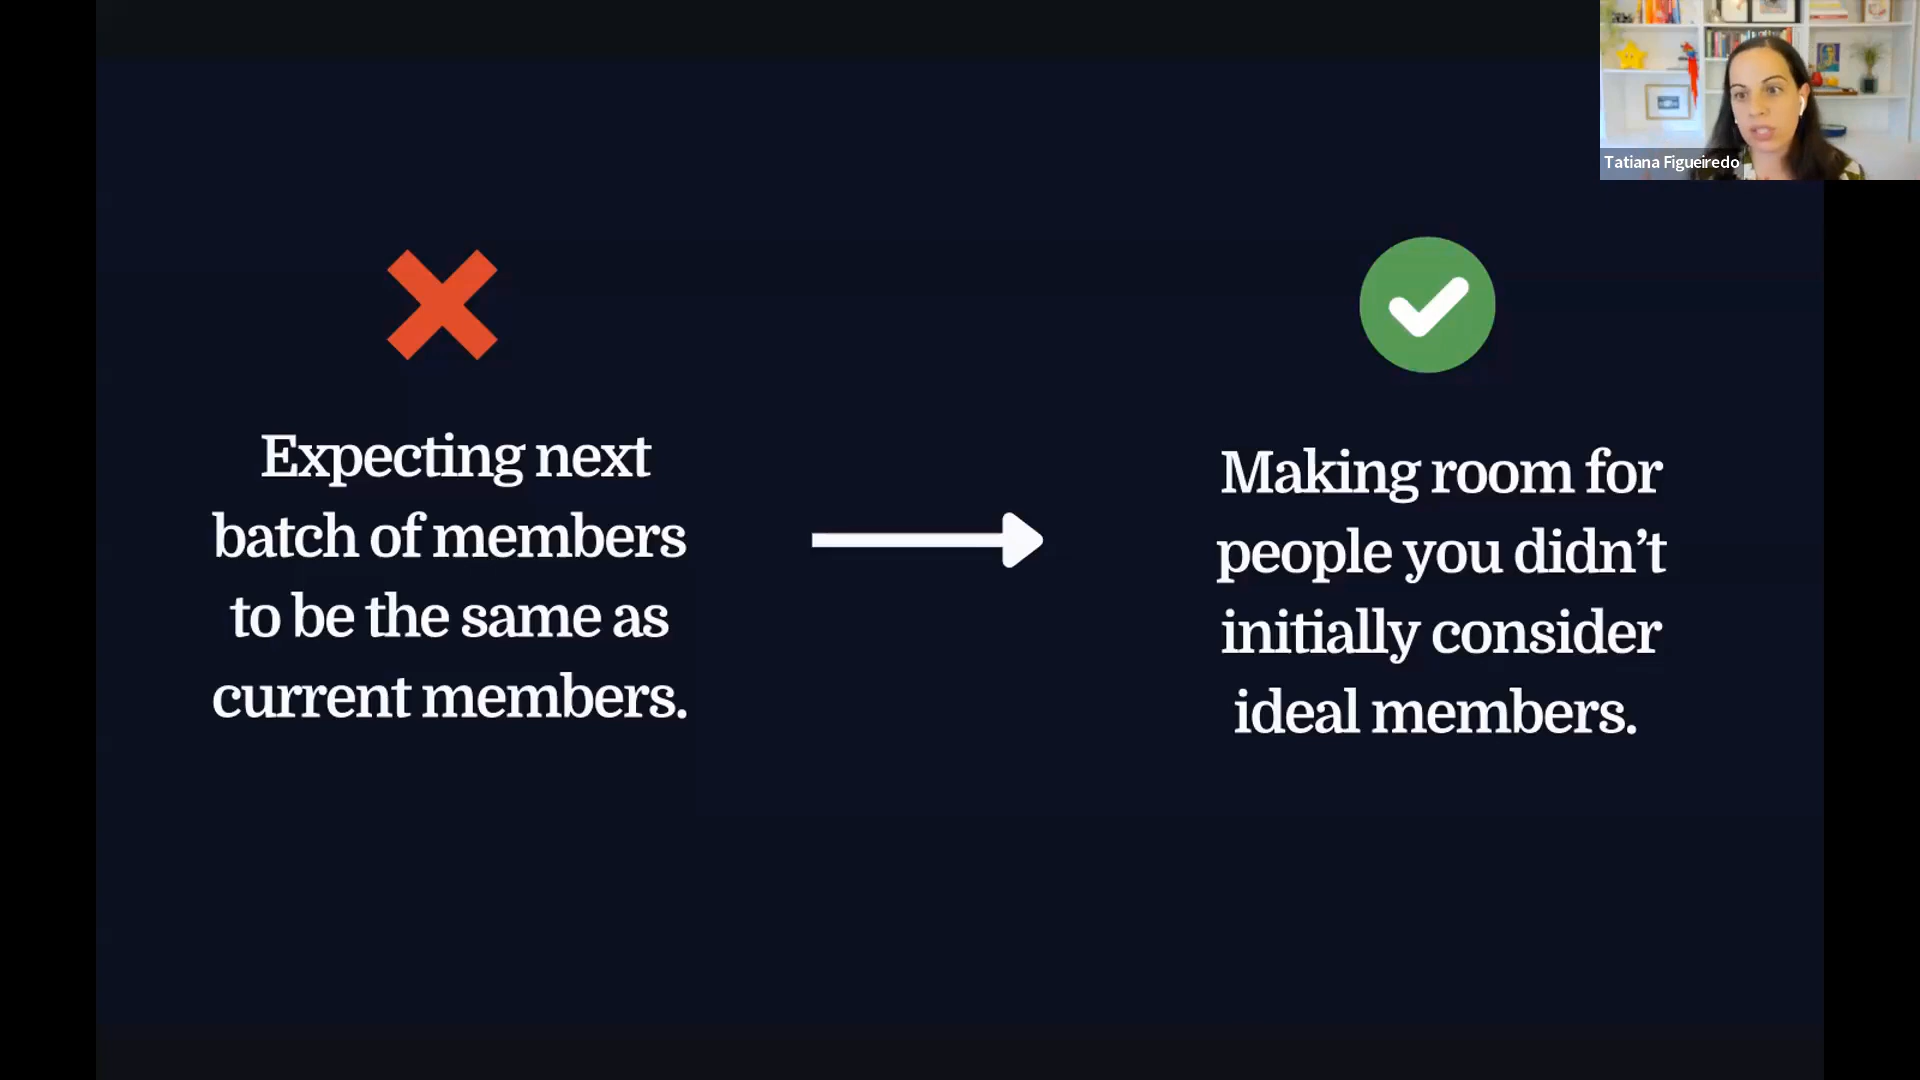 Tatiana Figueiredo
Expecting next
batch of members
to be the same as
current members.
Making room for
people you didn’t
initially consider
ideal members.